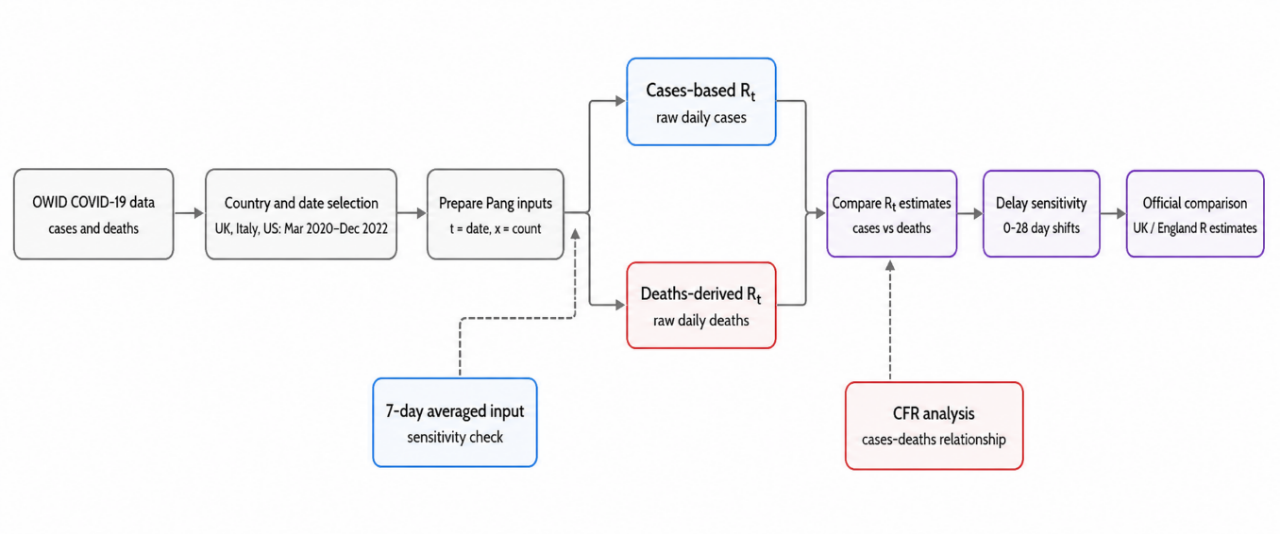 OWID COVID-19 data
cases and deaths
Country and date selection
UK, Italy, US: Mar 2020–Dec 2022
Prepare Pang inputs
t = date, x = count
Cases-based Rt
raw daily cases
Deaths-derived Rt
raw daily deaths
Compare Rt estimates
cases vs deaths
Delay sensitivity
0-28 day shifts
Official comparison
UK / England R estimates
7-day averaged input
sensitivity check
CFR analysis
cases-deaths relationship